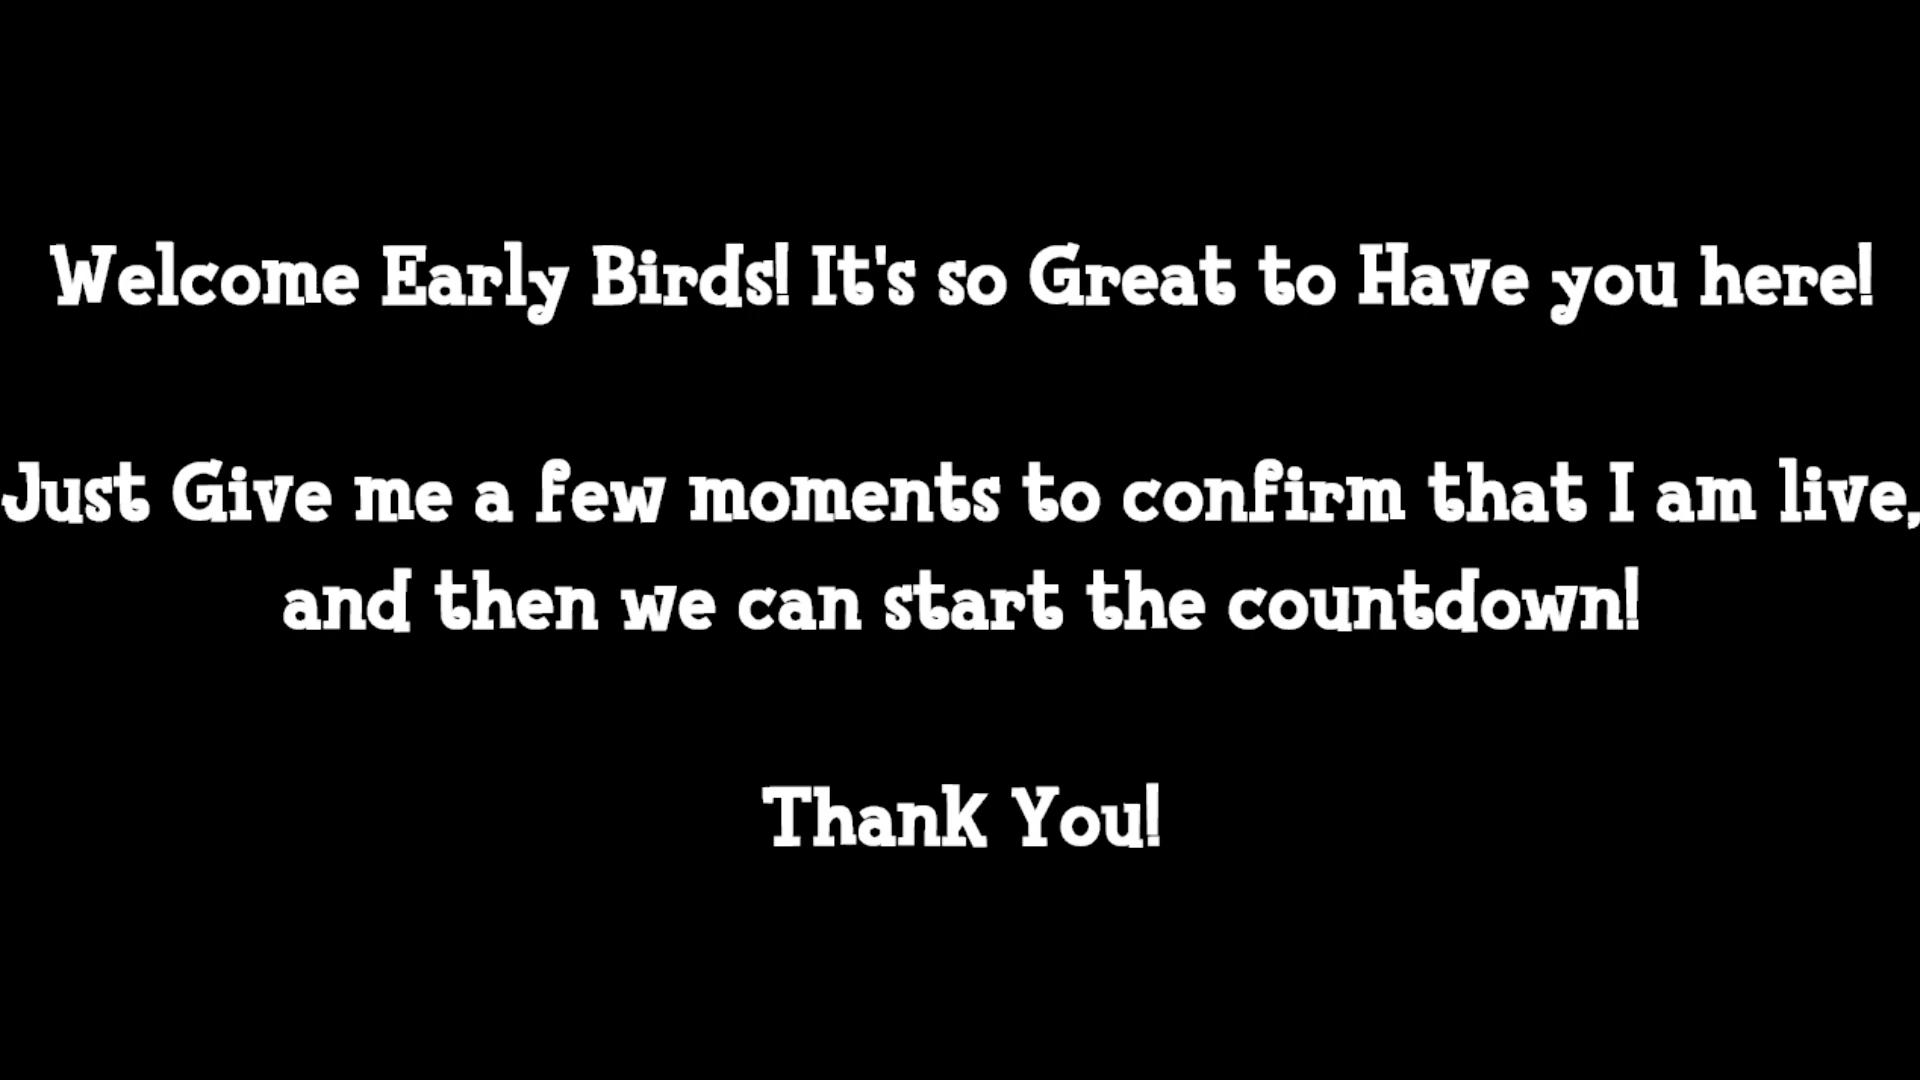 Welcome Early Birds! It's so Great to Have you here!
Just Give me a few moments to confirm that I am live,
and then we can start the countdown!
Thank You!